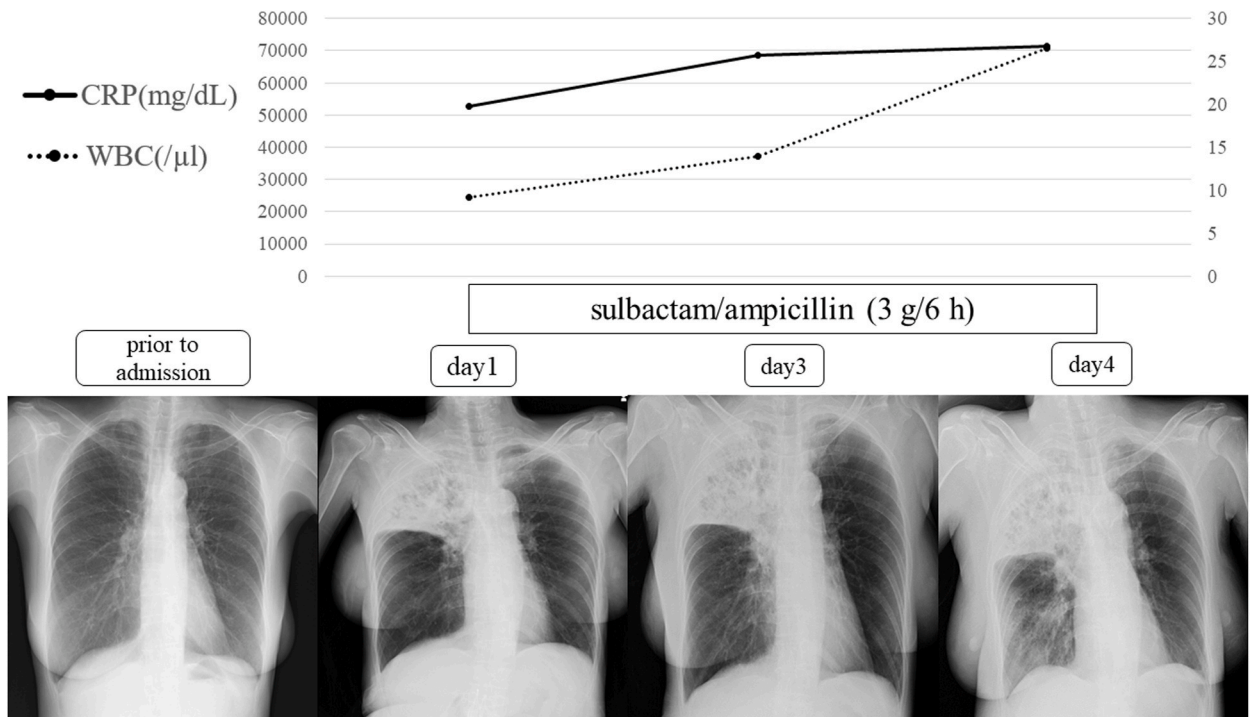 80000
70000
60000
50000
40000
30000
20000
10000
0
30
25
20
15
10
5
0
CRP(mg/dL)
WBC(/µl)
sulbactam/ampicillin (3 g/6 h)
prior to
admission
day1
day3
day4